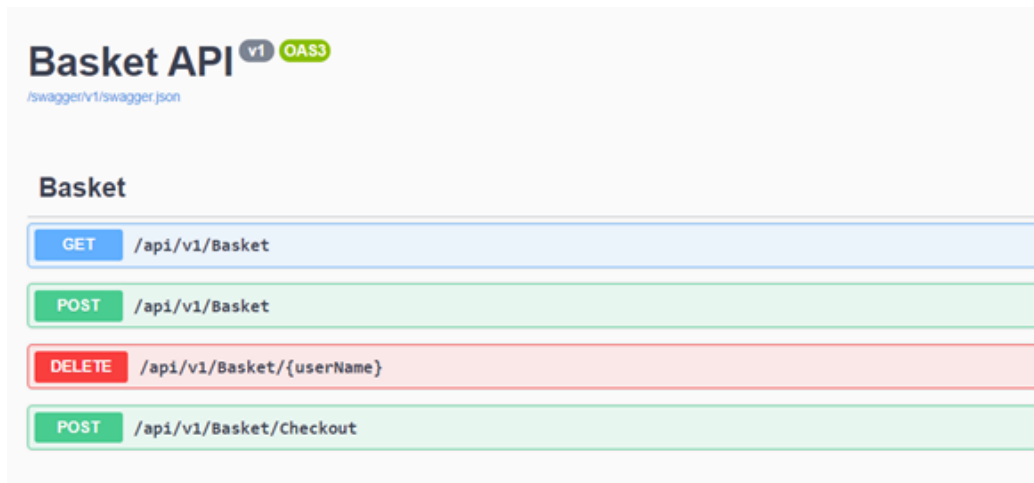 Basket API v1 OAS3
/swagger/v1/swagger.json
Basket
GET /api/v1/Basket
POST /api/v1/Basket
DELETE /api/v1/Basket/{userName}
POST /api/v1/Basket/Checkout